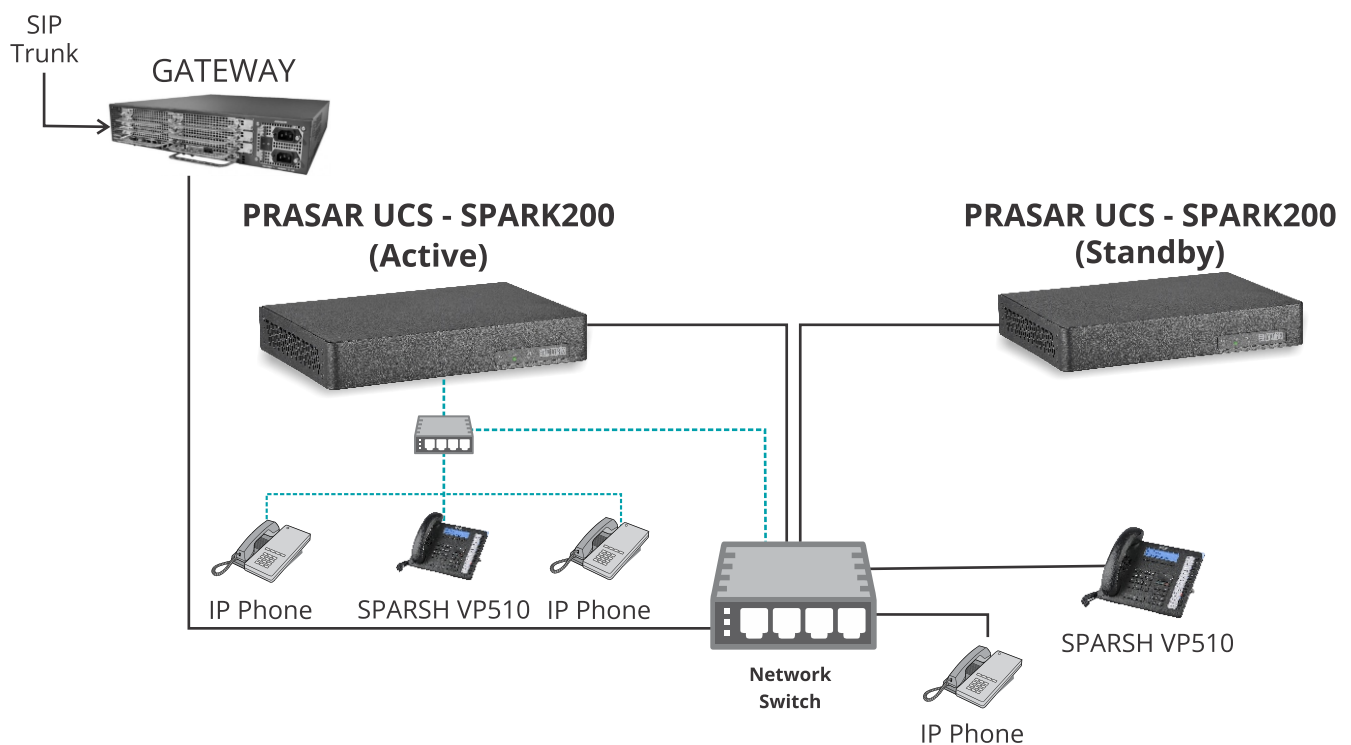 SIP
Trunk
GATEWAY
PRASAR UCS - SPARK200
(Active)
PRASAR UCS - SPARK200
(Standby)
IP Phone
SPARSH VP510
IP Phone
SPARSH VP510
Network
Switch
IP Phone